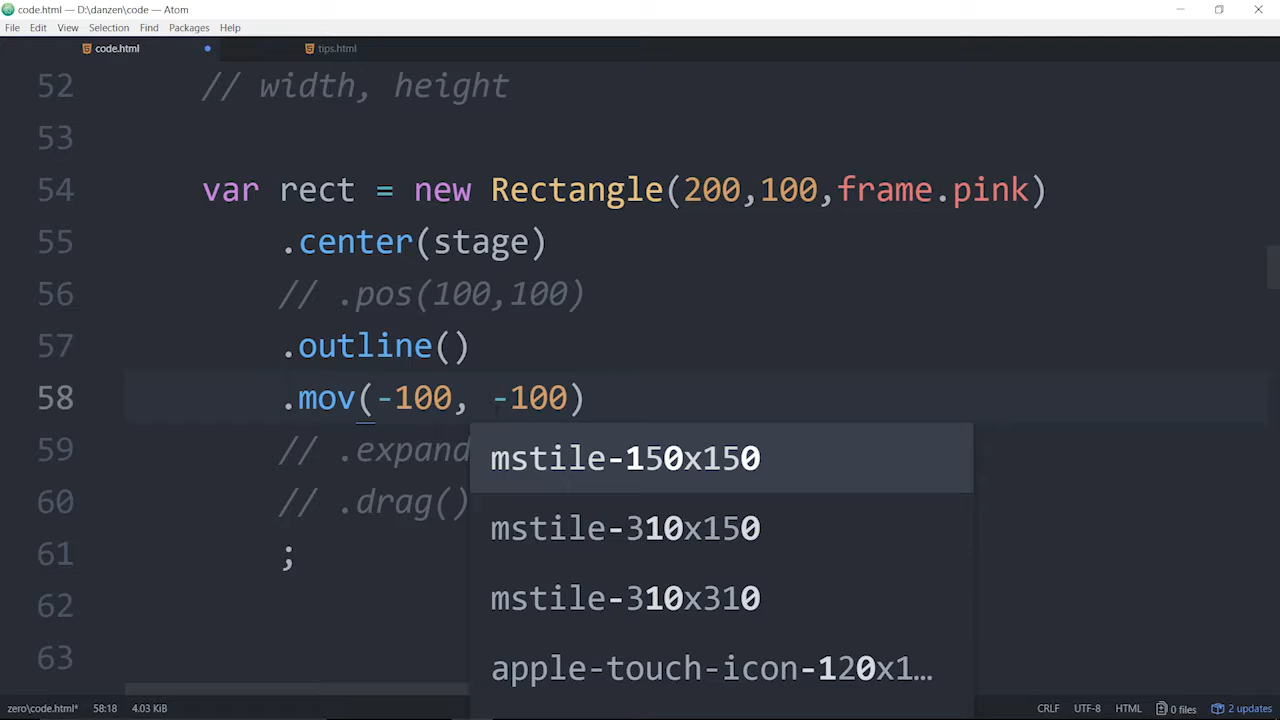 code.html — D:\danzen\code — Atom
File Edit View Selection Find Packages Help
code.html tips.html
52 // width, height
53
54 var rect = new Rectangle(200,100,frame.pink)
55 .center(stage)
56 // .pos(100,100)
57 .outline()
58 .mov(-100, -100)
59 // .expand
60 // .drag()
61 ;
62
63
mstile-150x150
mstile-310x150
mstile-310x310
apple-touch-icon-120x1…
zero\code.html* 58:18 4.03 KiB CRLF UTF-8 HTML 0 files 2 updates